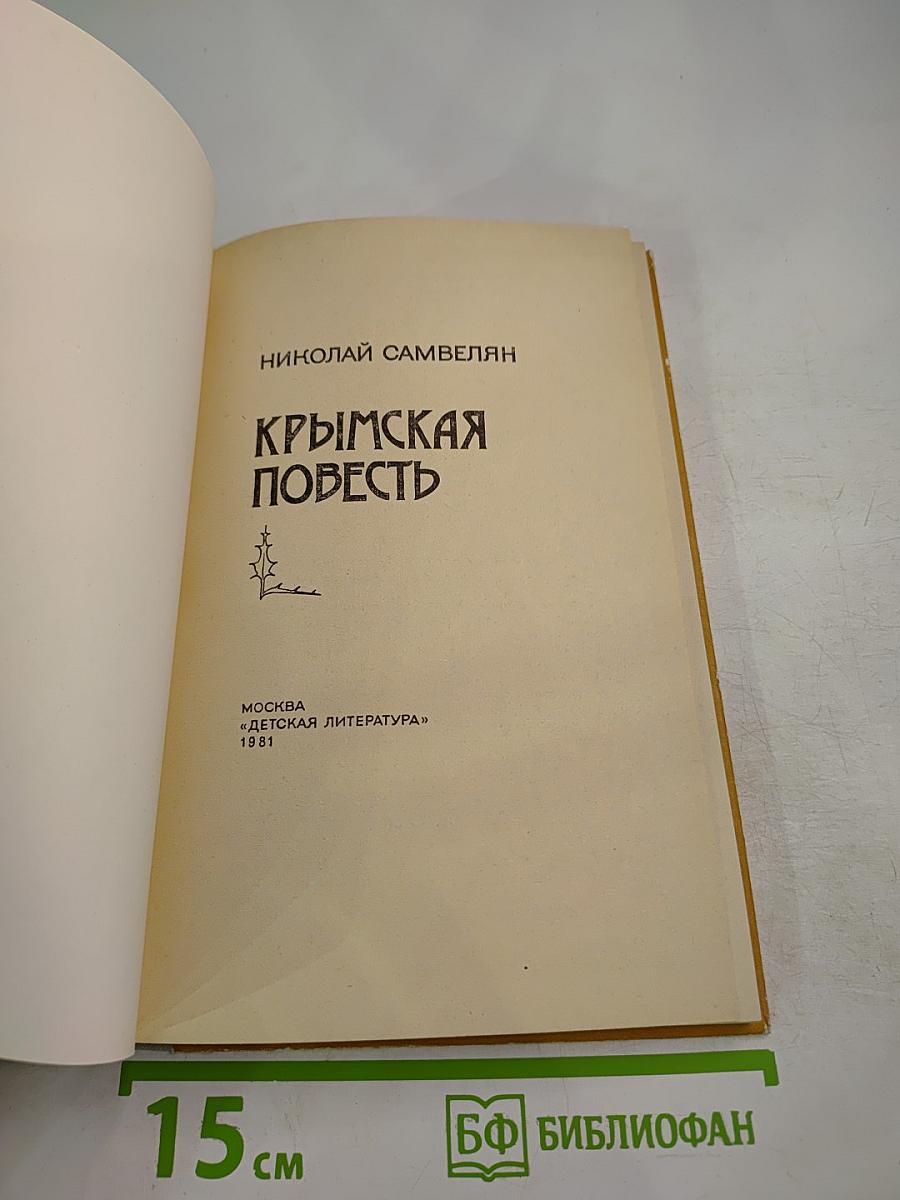 НИКОЛАЙ САМВЕЛЯН
КРЫМСКАЯ
ПОВЕСТЬ
МОСКВА
«ДЕТСКАЯ ЛИТЕРАТУРА»
1981
15 см
БФ БИБЛИОФАН